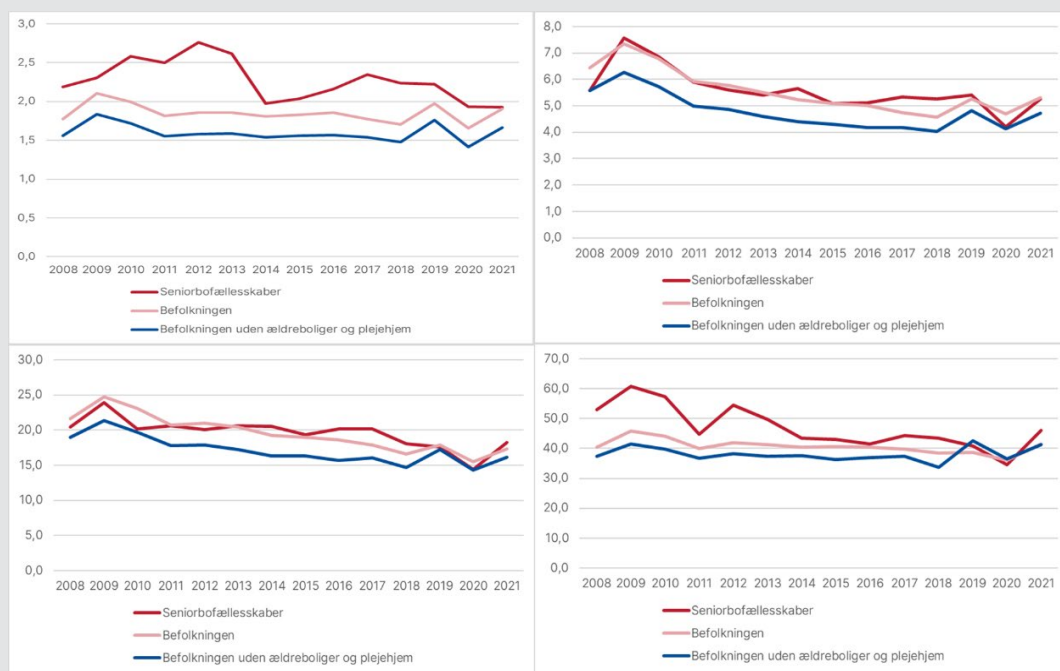 3,0
2,5
2,0
1,5
1,0
0,5
0,0
2008 2009 2010 2011 2012 2013 2014 2015 2016 2017 2018 2019 2020 2021
Seniorbofællesskaber
Befolkningen
Befolkningen uden ældreboliger og plejehjem
8,0
7,0
6,0
5,0
4,0
3,0
2,0
1,0
0,0
2008 2009 2010 2011 2012 2013 2014 2015 2016 2017 2018 2019 2020 2021
Seniorbofællesskaber
Befolkningen
Befolkningen uden ældreboliger og plejehjem
30,0
25,0
20,0
15,0
10,0
5,0
0,0
2008 2009 2010 2011 2012 2013 2014 2015 2016 2017 2018 2019 2020 2021
Seniorbofællesskaber
Befolkningen
Befolkningen uden ældreboliger og plejehjem
70,0
60,0
50,0
40,0
30,0
20,0
10,0
0,0
2008 2009 2010 2011 2012 2013 2014 2015 2016 2017 2018 2019 2020 2021
Seniorbofællesskaber
Befolkningen
Befolkningen uden ældreboliger og plejehjem